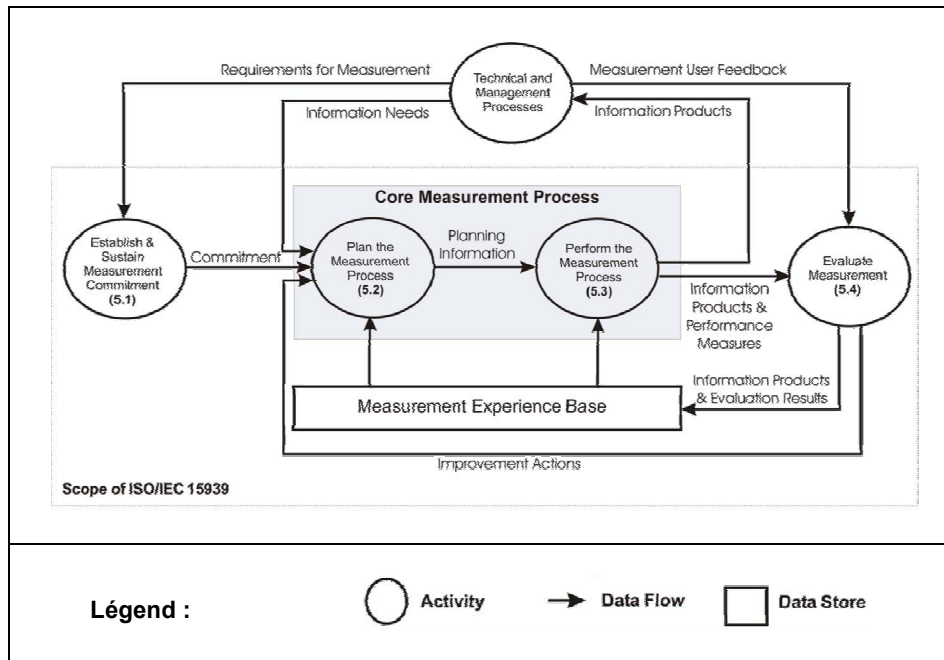 Requirements for Measurement
Technical and
Management
Processes
Measurement User Feedback
Information Needs
Information Products
Core Measurement Process
Establish &
Sustain
Measurement
Commitment
(5.1)
Commitment
Plan the
Measurement
Process
(5.2)
Planning
Information
Perform the
Measurement
Process
(5.3)
Evaluate
Measurement
(5.4)
Information
Products &
Performance
Measures
Information Products
& Evaluation Results
Measurement Experience Base
Improvement Actions
Scope of ISO/IEC 15939
Légend :
Activity
Data Flow
Data Store